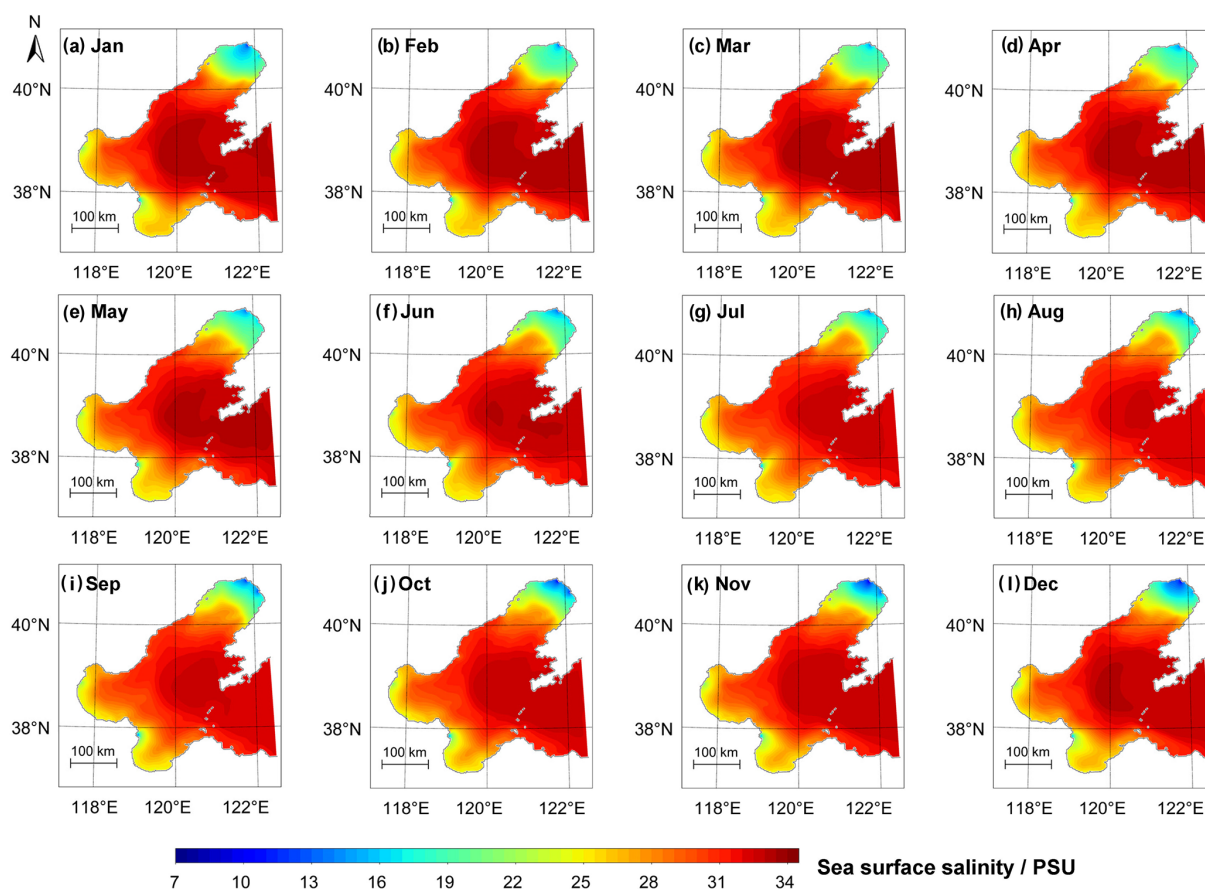 N
(a) Jan
(b) Feb
(c) Mar
(d) Apr
40°N
40°N
40°N
40°N
38°N
38°N
38°N
38°N
100 km
100 km
100 km
100 km
118°E 120°E 122°E
118°E 120°E 122°E
118°E 120°E 122°E
118°E 120°E 122°E
(e) May
(f) Jun
(g) Jul
(h) Aug
40°N
40°N
40°N
40°N
38°N
38°N
38°N
38°N
100 km
100 km
100 km
100 km
118°E 120°E 122°E
118°E 120°E 122°E
118°E 120°E 122°E
118°E 120°E 122°E
(i) Sep
(j) Oct
(k) Nov
(l) Dec
40°N
40°N
40°N
40°N
38°N
38°N
38°N
38°N
100 km
100 km
100 km
100 km
118°E 120°E 122°E
118°E 120°E 122°E
118°E 120°E 122°E
118°E 120°E 122°E
7 10 13 16 19 22 25 28 31 34
Sea surface salinity / PSU